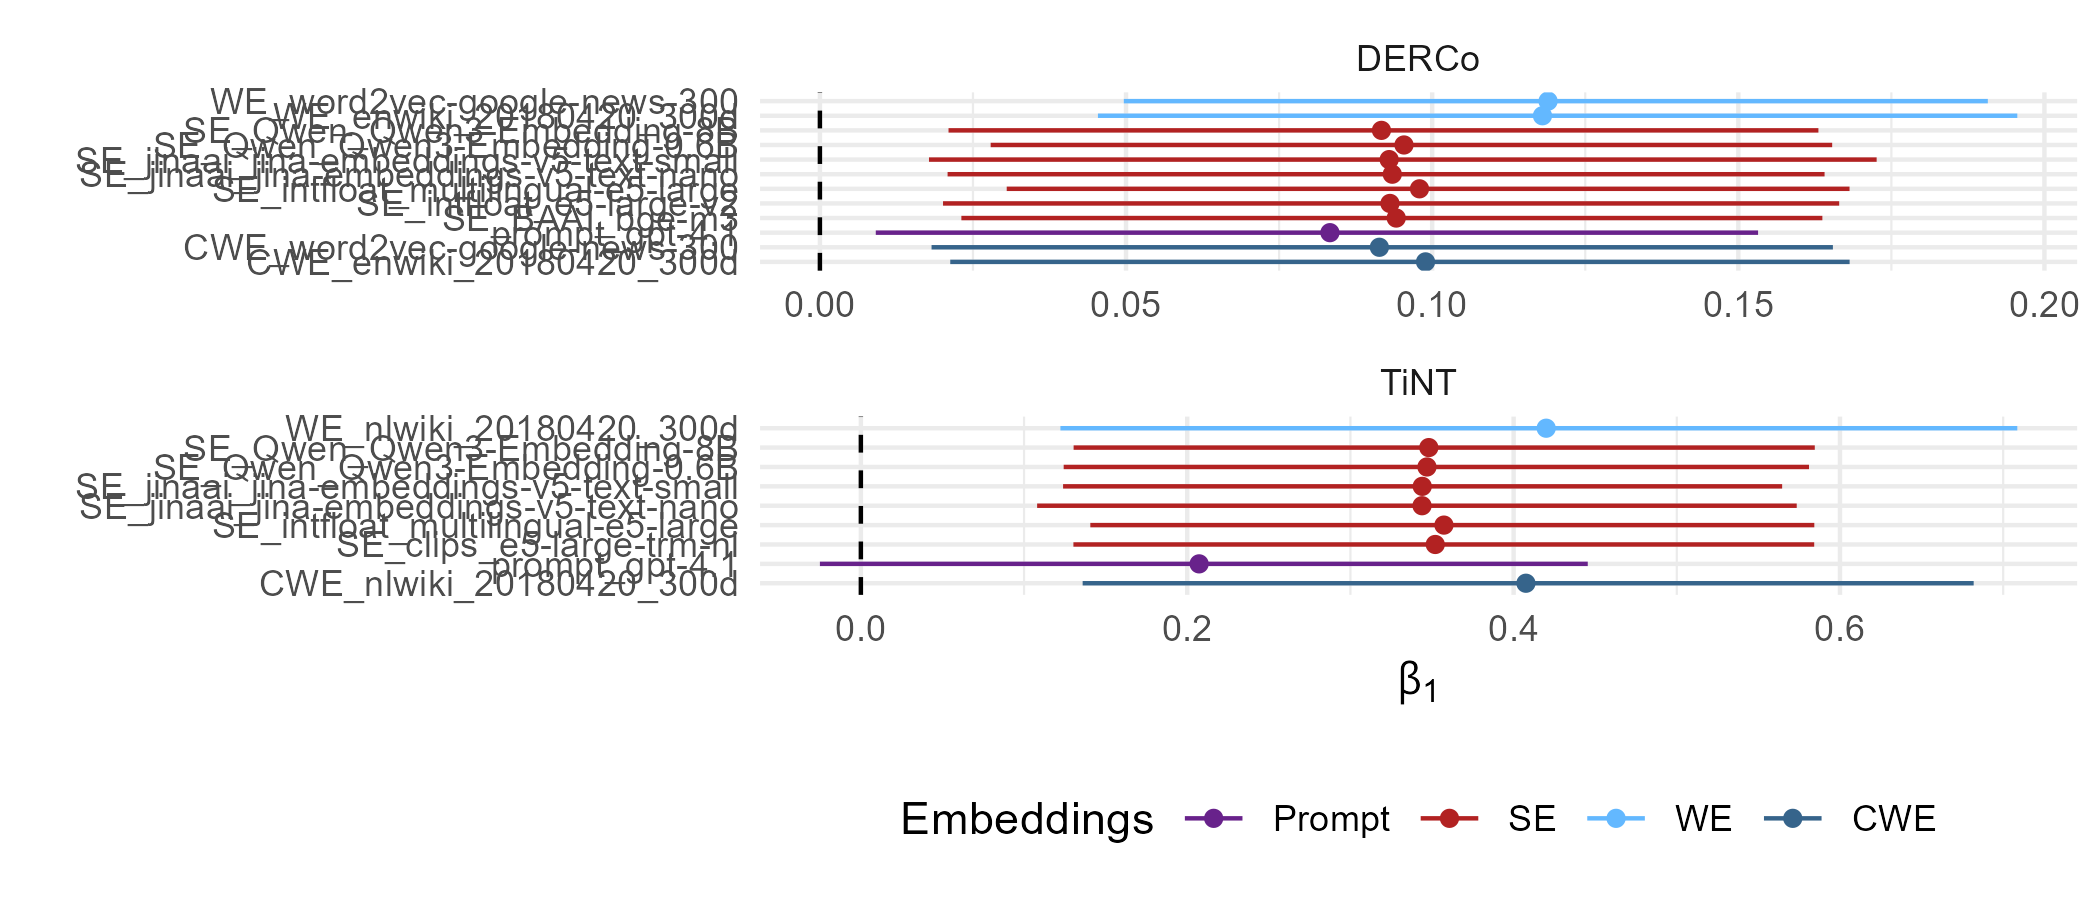 DERCo
WE_word2vec-google-news-300
WE_enwiki_20180420_300d
SE_Qwen_Qwen3-Embedding-8B
SE_Qwen_Qwen3-Embedding-0.6B
SE_jinaai_jina-embeddings-v5-text-small
SE_jinaai_jina-embeddings-v5-text-nano
SE_intfloat_multilingual-e5-large
SE_intfloat_e5-large-v2
SE_BAAI_bge-m3
prompt_gpt-4.1
CWE_word2vec-google-news-300
CWE_enwiki_20180420_300d
0.00 0.05 0.10 0.15 0.20
TiNT
WE_nlwiki_20180420_300d
SE_Qwen_Qwen3-Embedding-8B
SE_Qwen_Qwen3-Embedding-0.6B
SE_jinaai_jina-embeddings-v5-text-small
SE_jinaai_jina-embeddings-v5-text-nano
SE_intfloat_multilingual-e5-large
SE_clips_e5-large-trm-nl
prompt_gpt-4.1
CWE_nlwiki_20180420_300d
0.0 0.2 0.4 0.6
β₁
Embeddings Prompt SE WE CWE